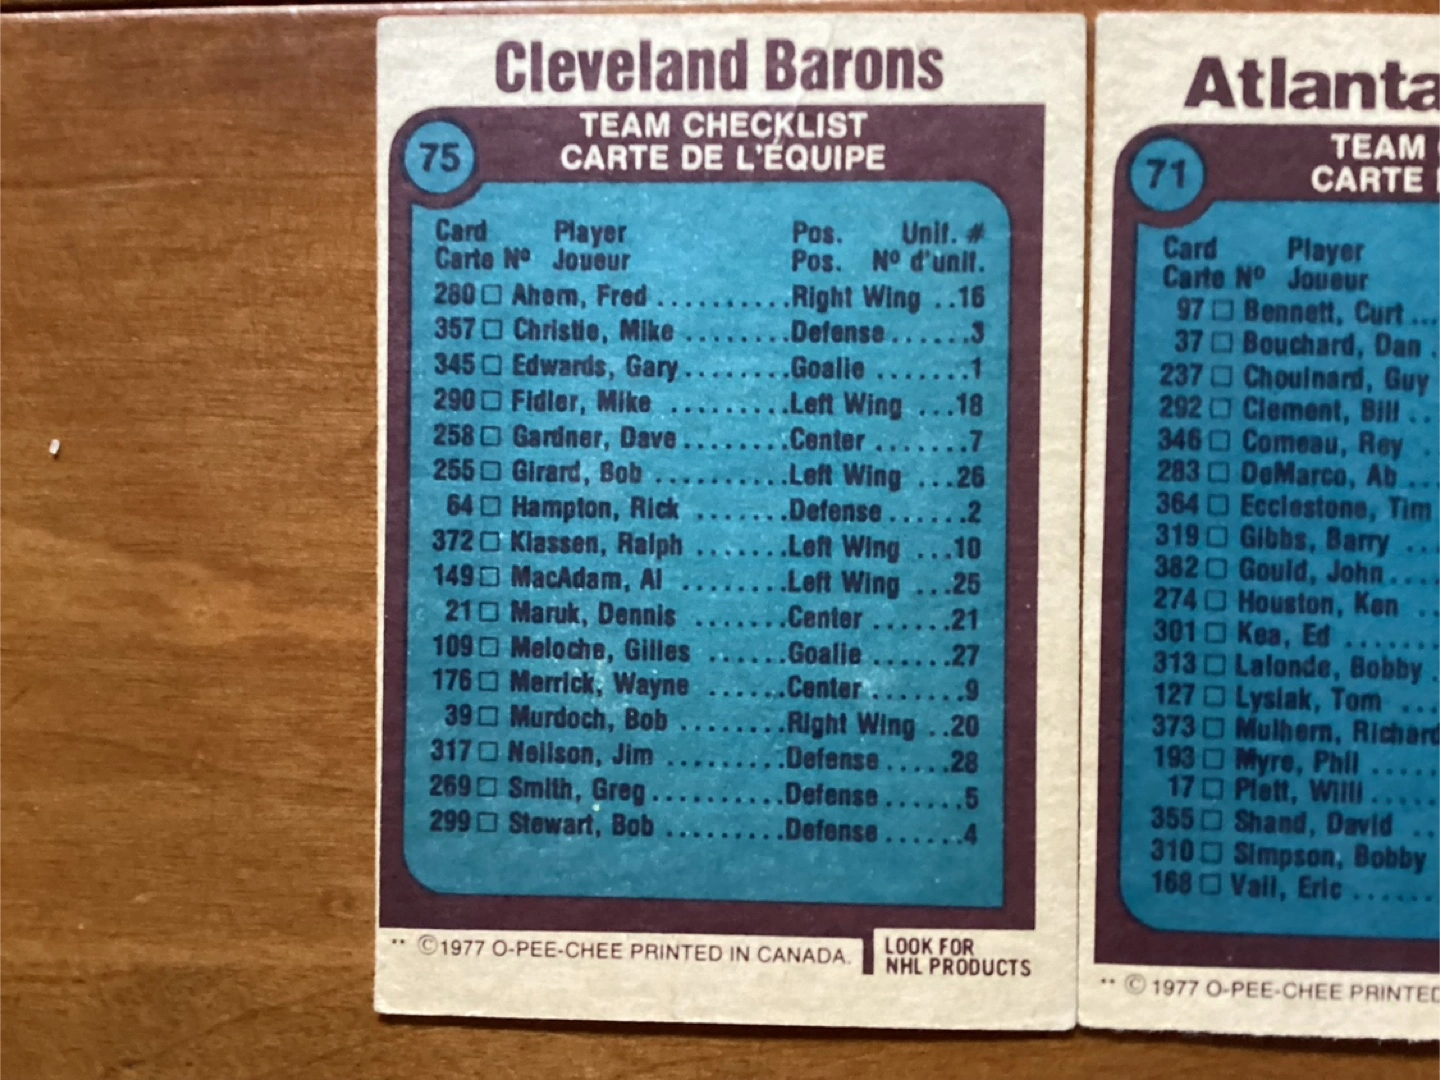 Cleveland Barons
TEAM CHECKLIST
CARTE DE L'ÉQUIPE
75
Card Player Pos. Unif. #
Carte Nº Joueur Pos. Nº d'unif.
280 □ Ahern, Fred ..........Right Wing ..16
357 □ Christie, Mike ........Defense......3
345 □ Edwards, Gary........Goalie .......1
290 □ Fidler, Mike .........Left Wing ...18
258 □ Gardner, Dave........Center .......7
255 □ Girard, Bob ..........Left Wing ...26
64 □ Hampton, Rick .......Defense......2
372 □ Klassen, Ralph .......Left Wing ...10
149 □ MacAdam, Al ........Left Wing ...25
21 □ Maruk, Dennis .......Center ......21
109 □ Meloche, Gilles ......Goalie ......27
176 □ Merrick, Wayne ......Center .......9
39 □ Murdoch, Bob ........Right Wing ..20
317 □ Neilson, Jim .........Defense.....28
269 □ Smith, Greg..........Defense......5
299 □ Stewart, Bob .........Defense......4
** ©1977 O-PEE-CHEE PRINTED IN CANADA.
LOOK FOR
NHL PRODUCTS
Atlanta
TEAM
CARTE
71
Card Player
Carte Nº Joueur
97 □ Bennett, Curt ...
37 □ Bouchard, Dan .
237 □ Chouinard, Guy
292 □ Clement, Bill ..
346 □ Comeau, Rey .
283 □ DeMarco, Ab ...
364 □ Ecclestone, Tim
319 □ Gibbs, Barry ...
382 □ Gould, John....
274 □ Houston, Ken ..
301 □ Kea, Ed .......
313 □ Lalonde, Bobby .
127 □ Lysiak, Tom ...
373 □ Mulhern, Richard
193 □ Myre, Phil .....
17 □ Plett, Willi .....
355 □ Shand, David ..
310 □ Simpson, Bobby
168 □ Vail, Eric ......
** ©1977 O-PEE-CHEE PRINTED